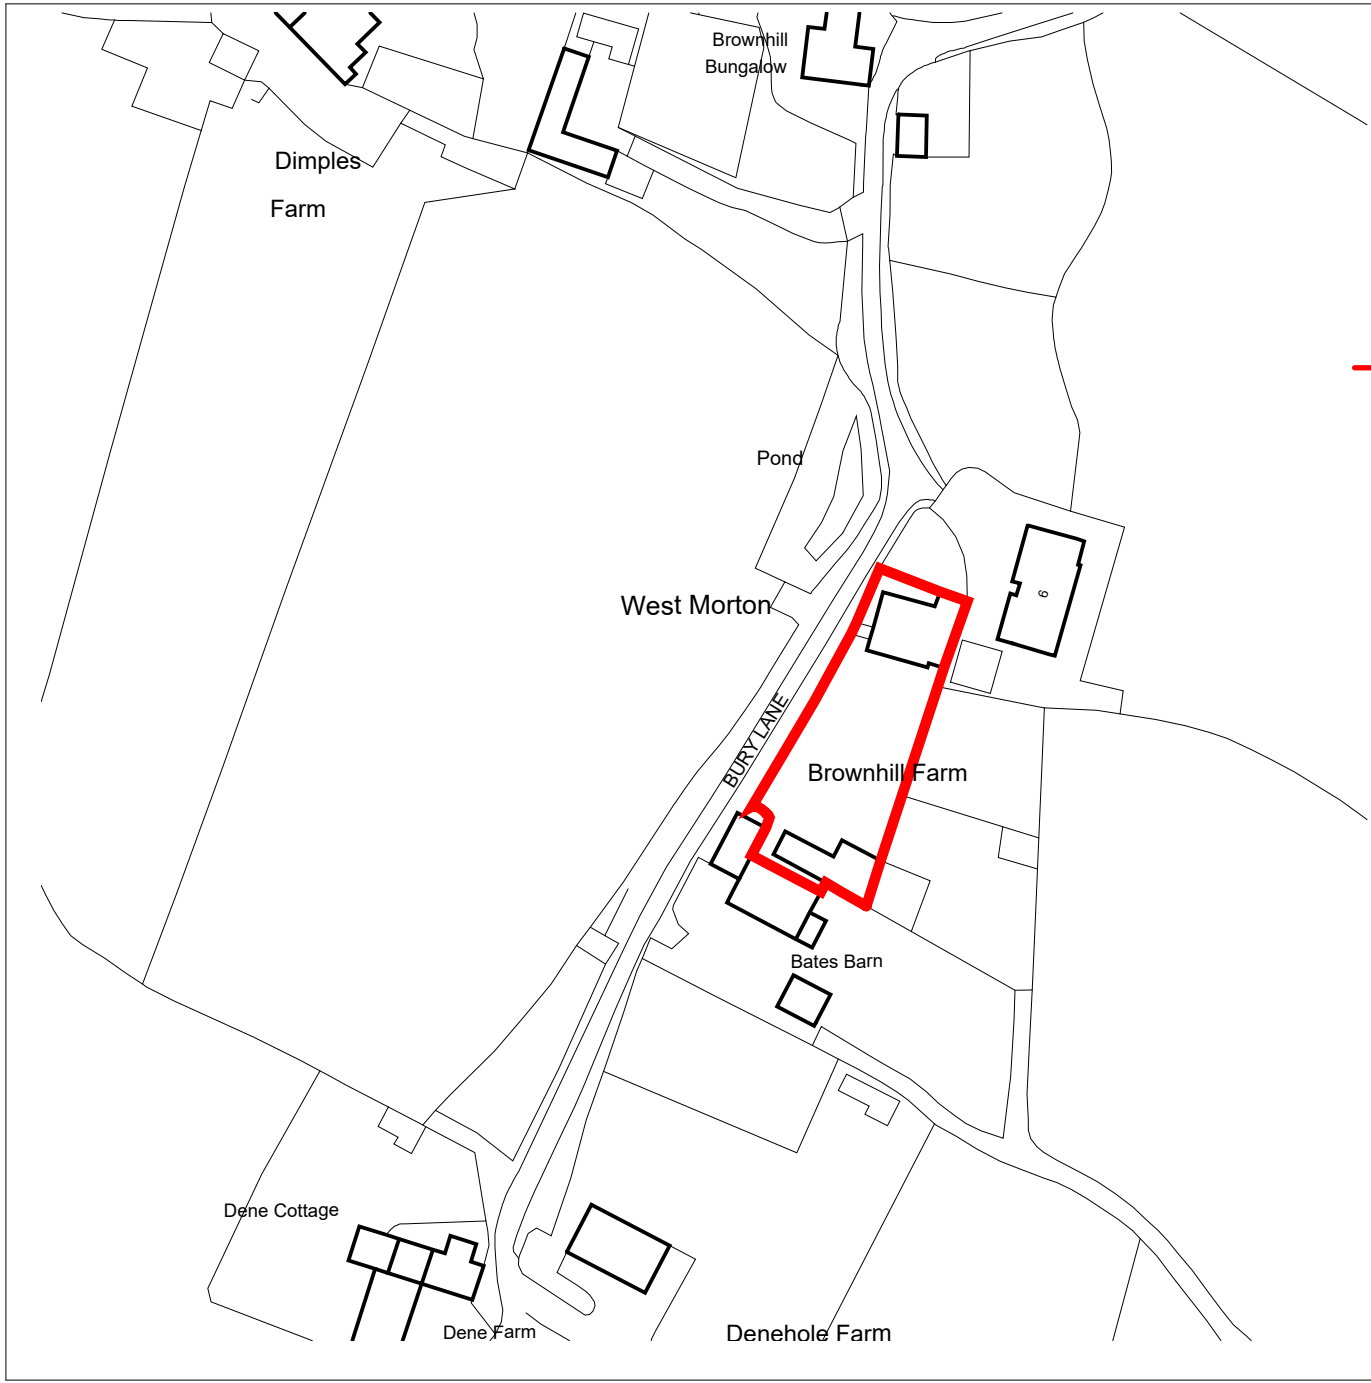 Brownhill
Bungalow
Dimples
Farm
Pond
6
West Morton
BURY LANE
Brownhill Farm
Bates Barn
Dene Cottage
Dene Farm
Denehole Farm